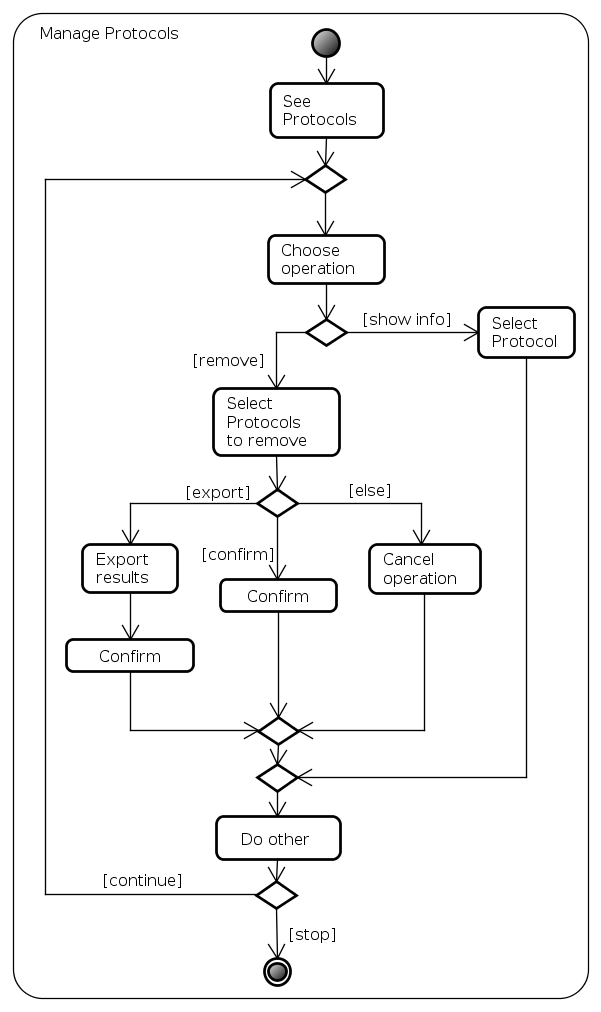 Manage Protocols
See
Protocols
Choose
operation
[show info]
Select
Protocol
[remove]
Select
Protocols
to remove
[export]
[else]
[confirm]
Export
results
Cancel
operation
Confirm
Confirm
Do other
[continue]
[stop]